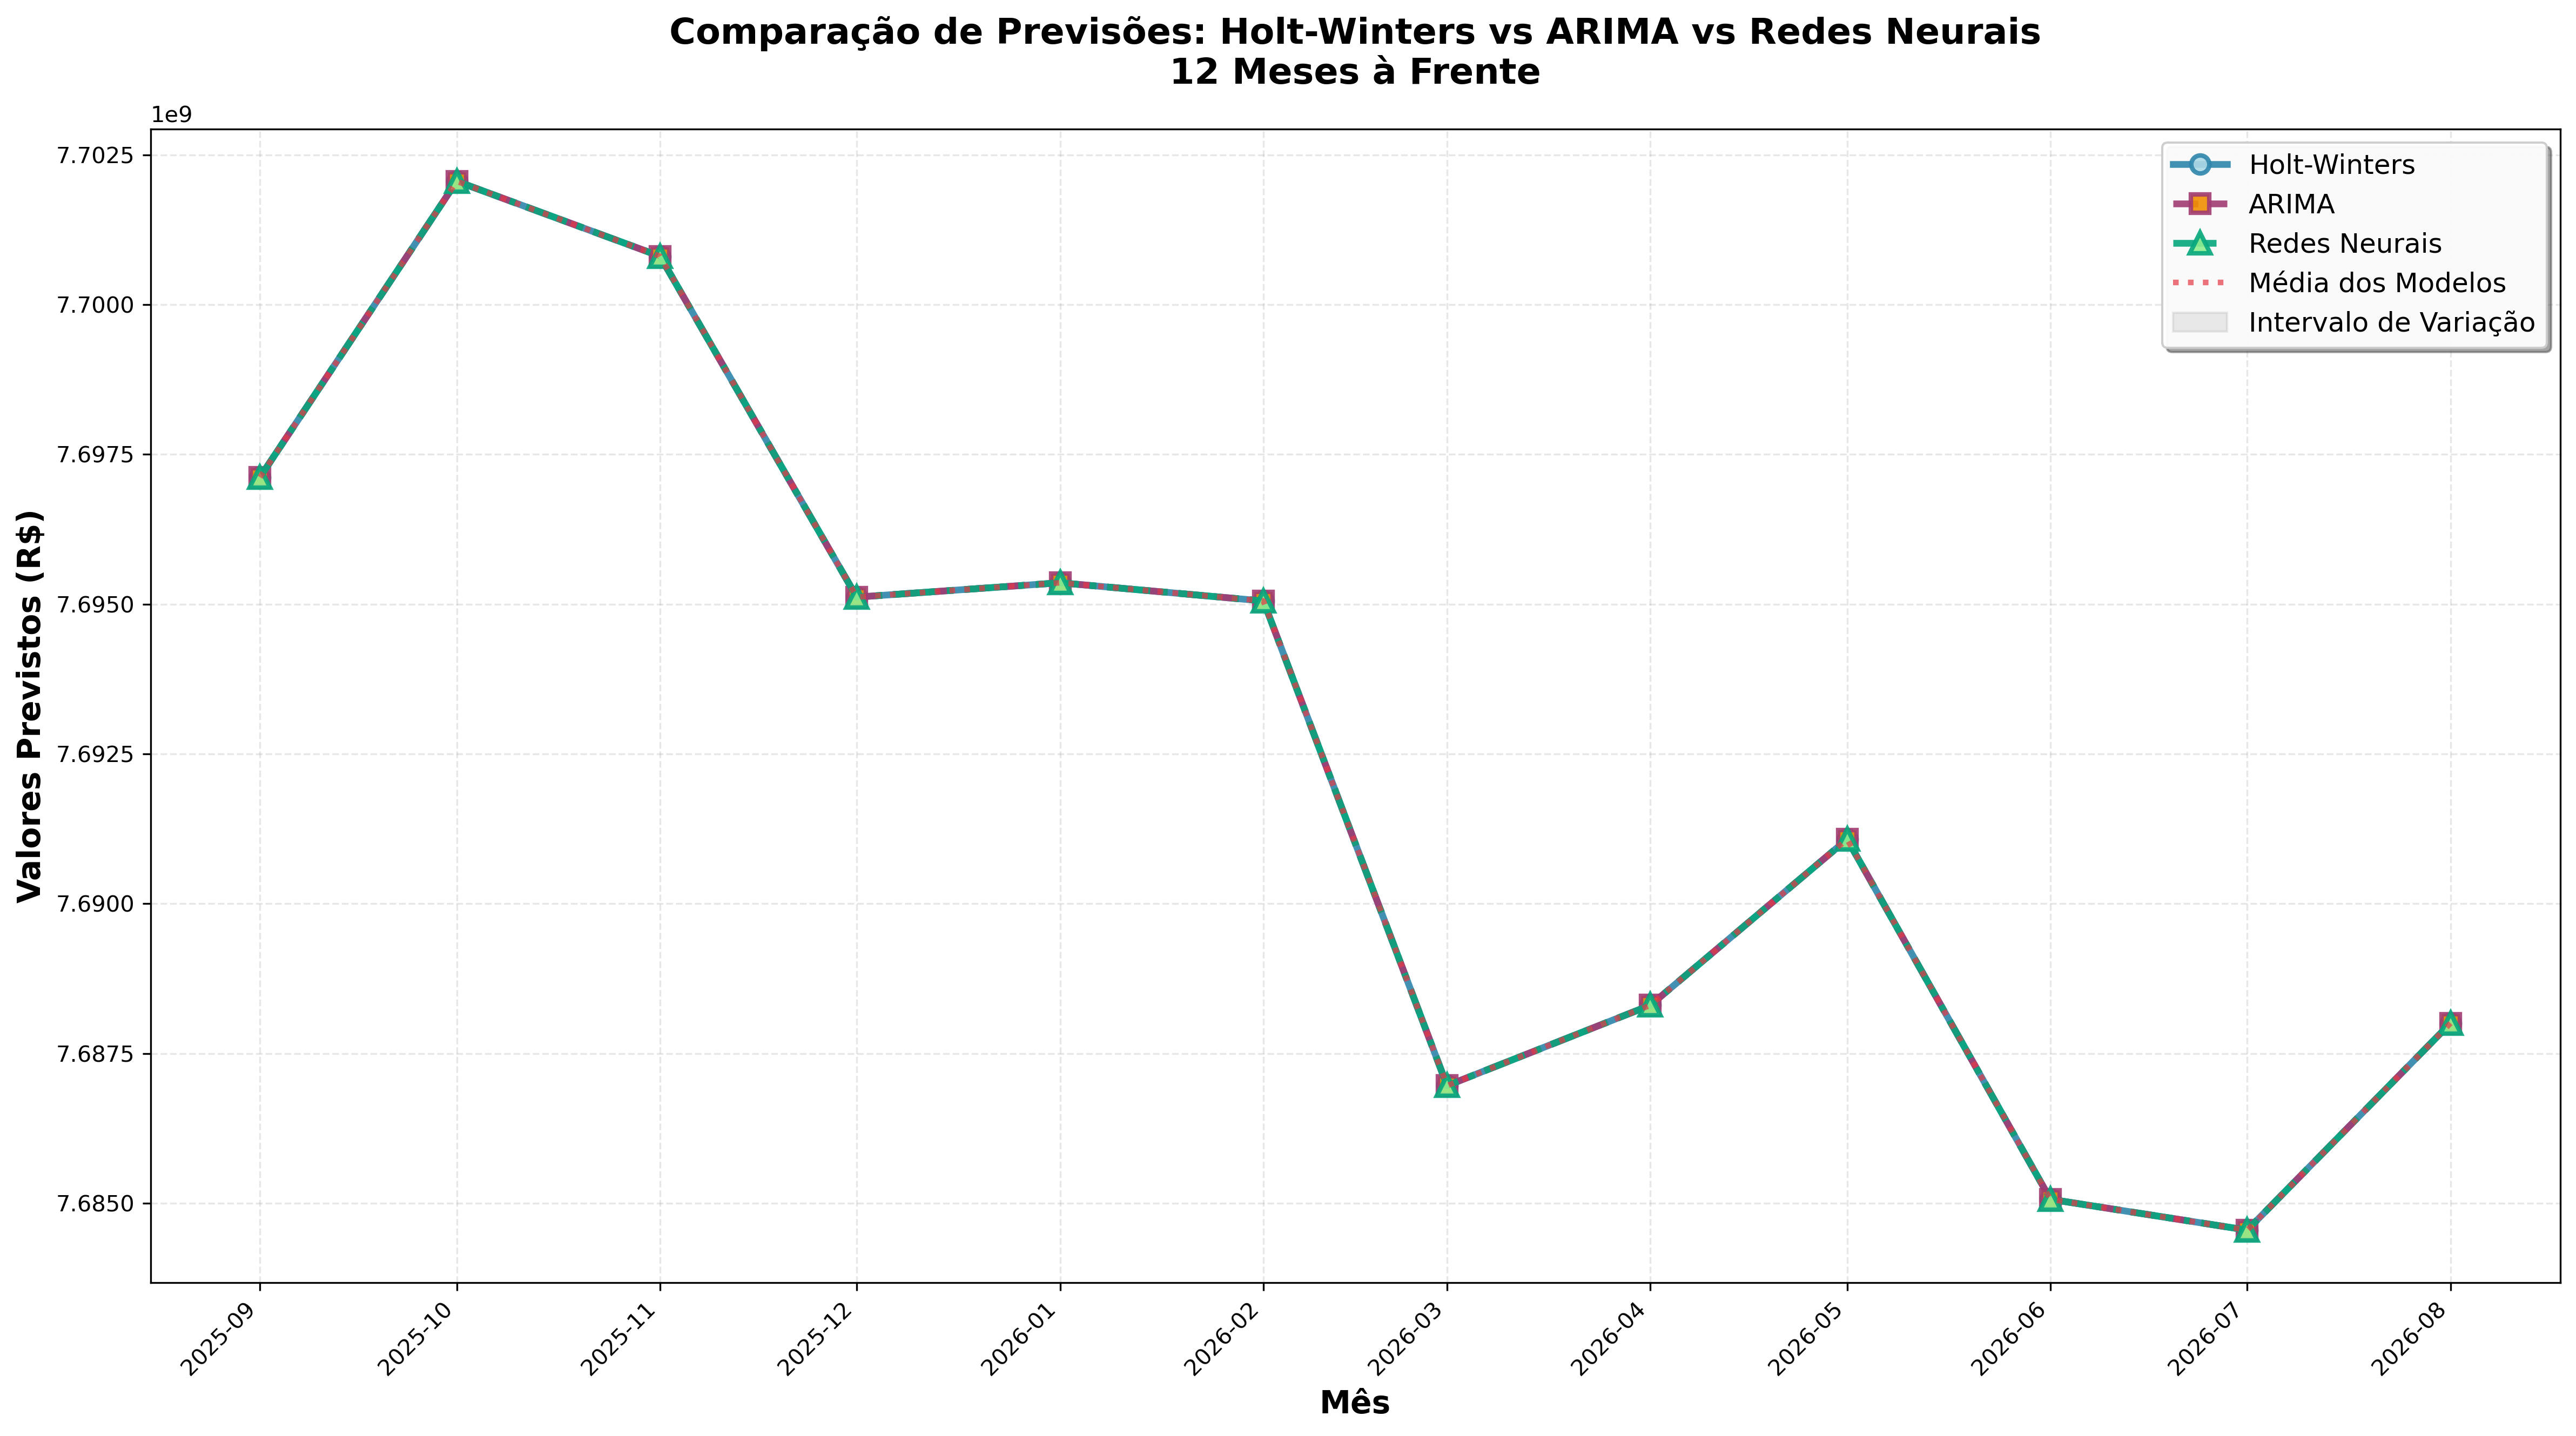 Comparação de Previsões: Holt-Winters vs ARIMA vs Redes Neurais
12 Meses à Frente
1e9
7.7025
7.7000
7.6975
7.6950
7.6925
7.6900
7.6875
7.6850
Valores Previstos (R$)
Holt-Winters
ARIMA
Redes Neurais
Média dos Modelos
Intervalo de Variação
2025-09
2025-10
2025-11
2025-12
2026-01
2026-02
2026-03
2026-04
2026-05
2026-06
2026-07
2026-08
Mês